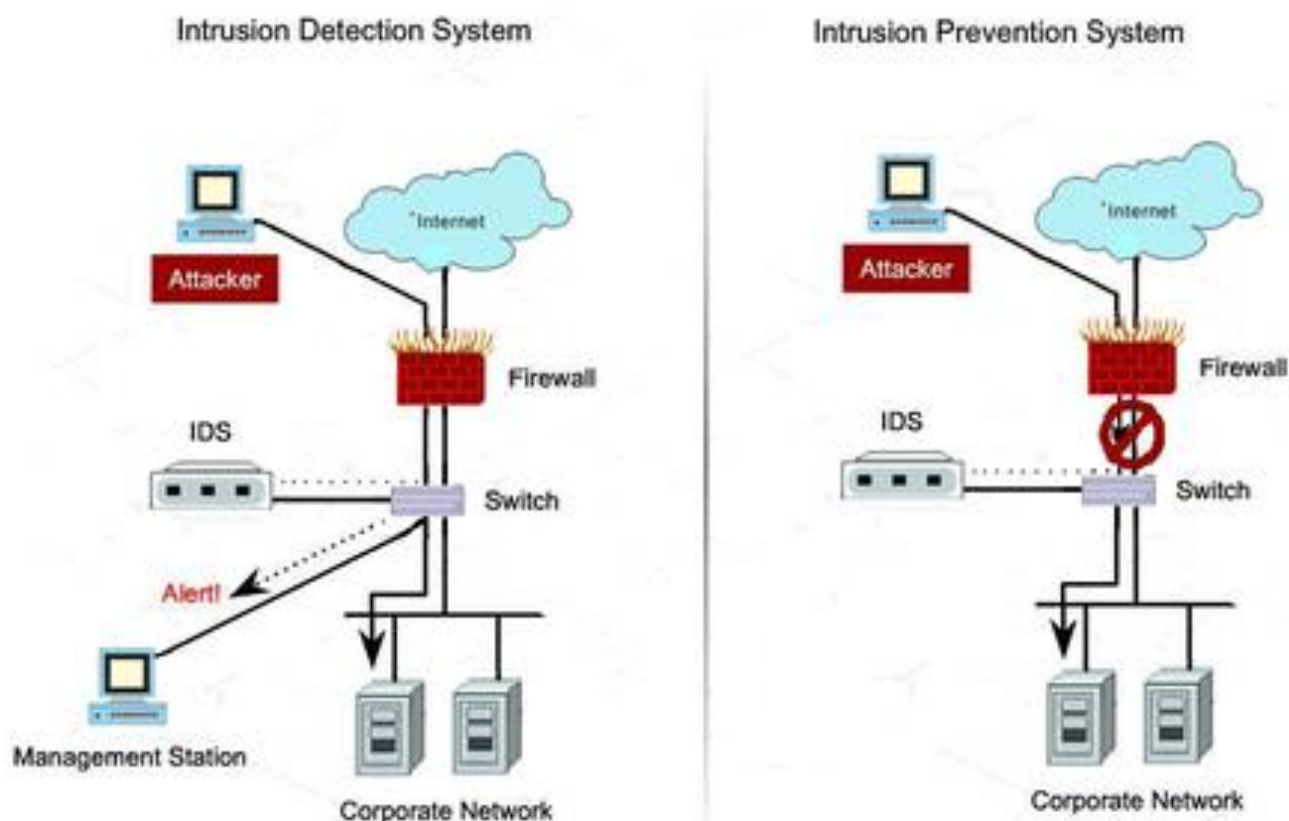 Intrusion Detection System
Internet
Attacker
Firewall
IDS
Switch
Alert!
Management Station
Corporate Network
Intrusion Prevention System
Internet
Attacker
Firewall
IDS
Switch
Corporate Network